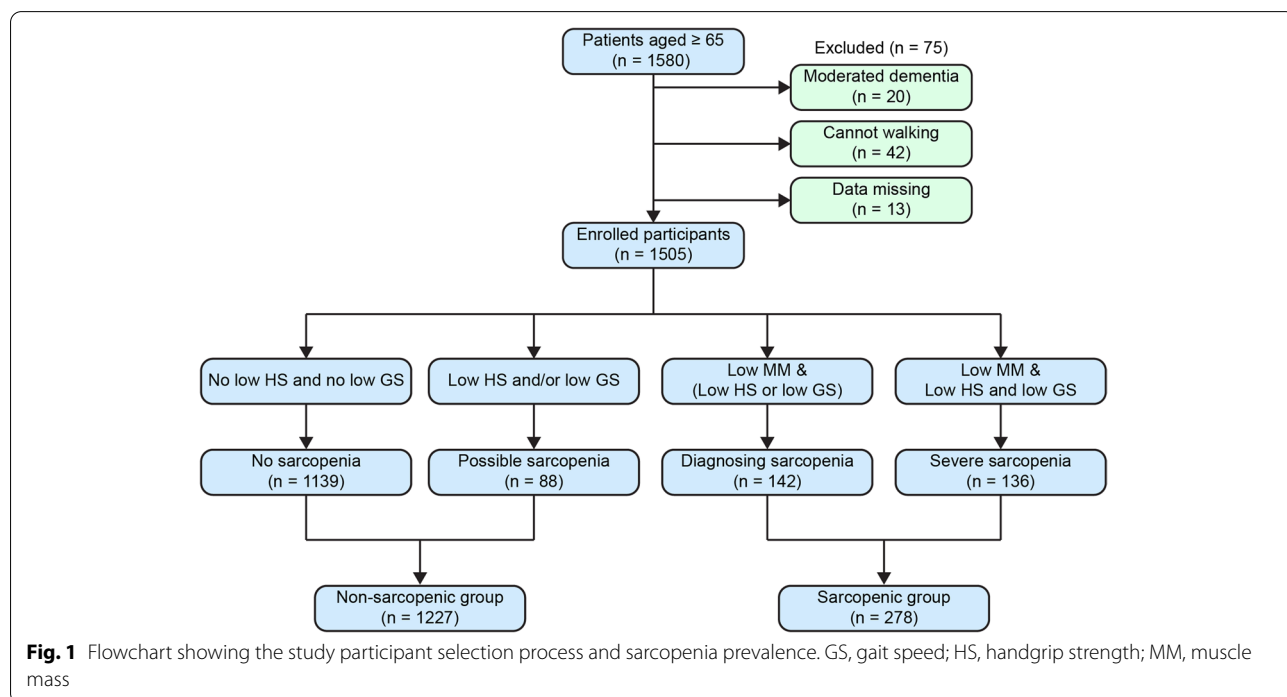 Patients aged ≥ 65
(n = 1580)
Excluded (n = 75)
Moderated dementia
(n = 20)
Cannot walking
(n = 42)
Data missing
(n = 13)
Enrolled participants
(n = 1505)
No low HS and no low GS
Low HS and/or low GS
Low MM &
(Low HS or low GS)
Low MM &
Low HS and low GS
No sarcopenia
(n = 1139)
Possible sarcopenia
(n = 88)
Diagnosing sarcopenia
(n = 142)
Severe sarcopenia
(n = 136)
Non-sarcopenic group
(n = 1227)
Sarcopenic group
(n = 278)
Fig. 1 Flowchart showing the study participant selection process and sarcopenia prevalence. GS, gait speed; HS, handgrip strength; MM, muscle
mass